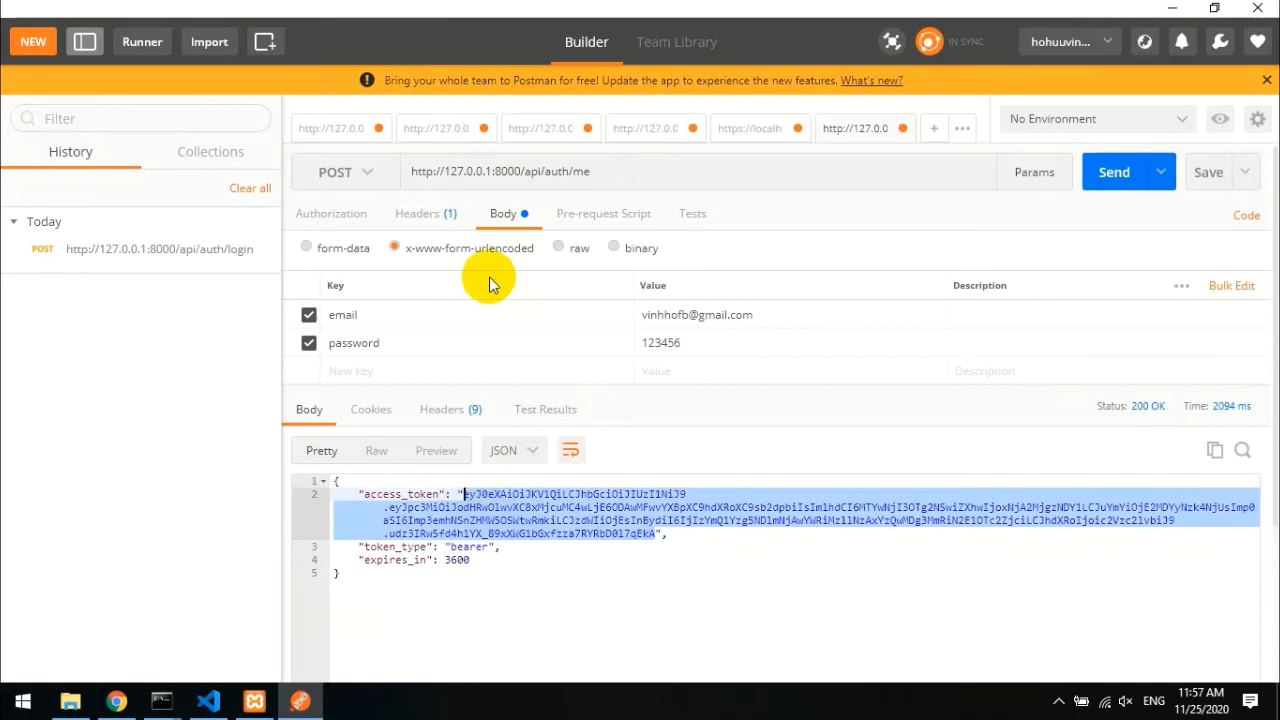 NEW
Runner
Import
Builder
Team Library
IN SYNC
hohuuvin...
Bring your whole team to Postman for free! Update the app to experience the new features. What's new?
Filter
History
Collections
Clear all
Today
POST http://127.0.0.1:8000/api/auth/login
http://127.0.0
http://127.0.0
http://127.0.0
http://127.0.0
https://localh
http://127.0.0
No Environment
POST
http://127.0.0.1:8000/api/auth/me
Params
Send
Save
Authorization
Headers (1)
Body
Pre-request Script
Tests
Code
form-data
x-www-form-urlencoded
raw
binary
Key
Value
Description
Bulk Edit
email
vinhhofb@gmail.com
password
123456
New key
Value
Description
Body
Cookies
Headers (9)
Test Results
Status: 200 OK
Time: 2094 ms
Pretty
Raw
Preview
JSON
1 {
2 "access_token": "eyJ0eXAiOiJKV1QiLCJhbGciOiJIUzI1NiJ9
3 "token_type": "bearer",
4 "expires_in": 3600
5 }
ENG
11:57 AM
11/25/2020